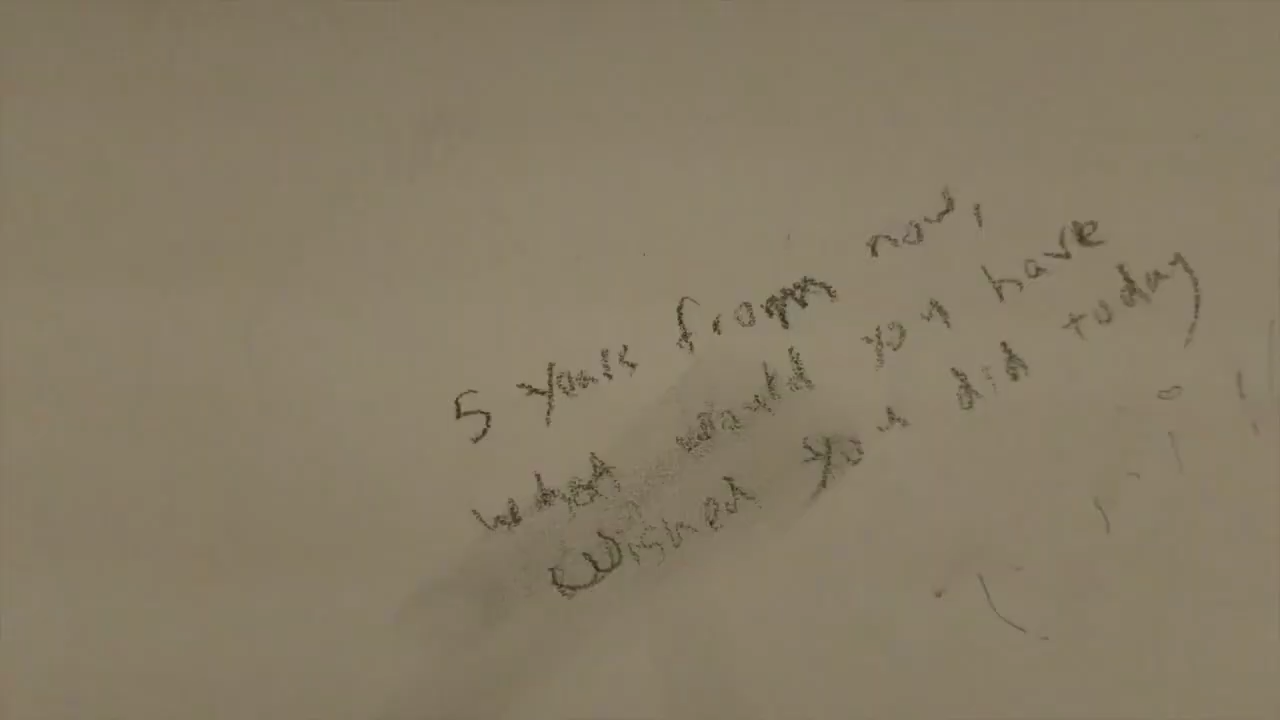 5 years from now,
what would you have
wished you did today